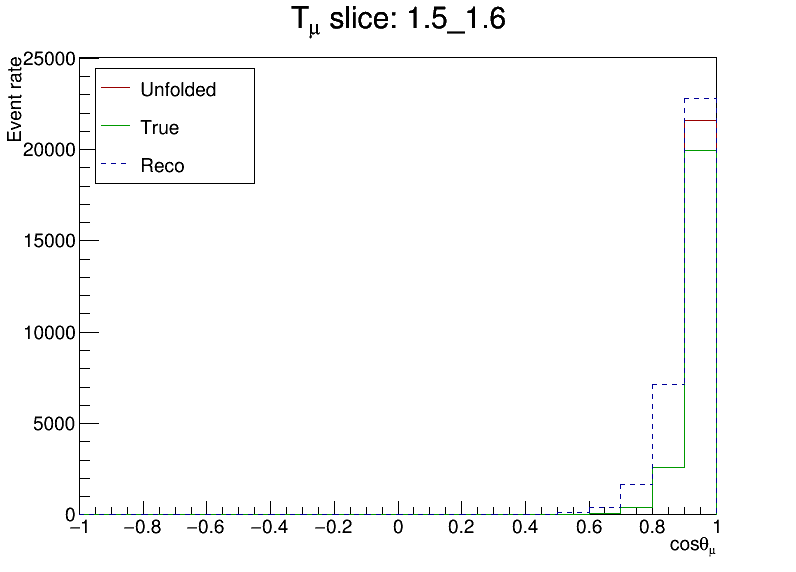 Tμ slice: 1.5_1.6
Event rate
25000
20000
15000
10000
5000
0
Unfolded
True
Reco
−1 −0.8 −0.6 −0.4 −0.2 0 0.2 0.4 0.6 0.8 1
cosθμ